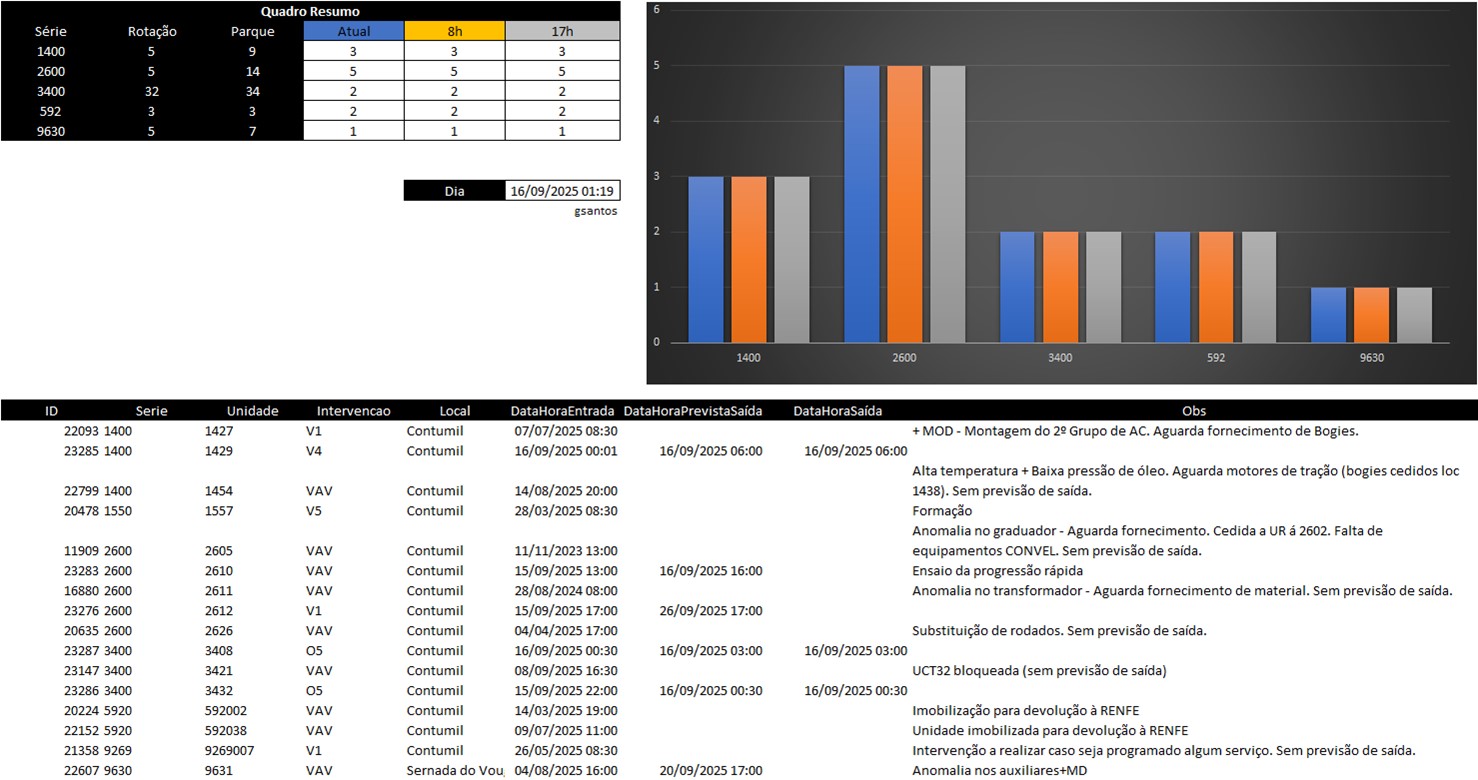 Quadro Resumo
Série Rotação Parque Atual 8h 17h
1400 5 9 3 3 3
2600 5 14 5 5 5
3400 32 34 2 2 2
592 3 3 2 2 2
9630 5 7 1 1 1
Dia 16/09/2025 01:19
gsantos
6
5
4
3
2
1
0
1400 2600 3400 592 9630
ID Serie Unidade Intervencao Local DataHoraEntrada DataHoraPrevistaSaída DataHoraSaída Obs
22093 1400 1427 V1 Contumil 07/07/2025 08:30 + MOD - Montagem do 2º Grupo de AC. Aguarda fornecimento de Bogies.
23285 1400 1429 V4 Contumil 16/09/2025 00:01 16/09/2025 06:00 16/09/2025 06:00
Alta temperatura + Baixa pressão de óleo. Aguarda motores de tração (bogies cedidos loc
22799 1400 1454 VAV Contumil 14/08/2025 20:00 1438). Sem previsão de saída.
20478 1550 1557 V5 Contumil 28/03/2025 08:30 Formação
Anomalia no graduador - Aguarda fornecimento. Cedida a UR á 2602. Falta de
11909 2600 2605 VAV Contumil 11/11/2023 13:00 equipamentos CONVEL. Sem previsão de saída.
23283 2600 2610 VAV Contumil 15/09/2025 13:00 16/09/2025 16:00 Ensaio da progressão rápida
16880 2600 2611 VAV Contumil 28/08/2024 08:00 Anomalia no transformador - Aguarda fornecimento de material. Sem previsão de saída.
23276 2600 2612 V1 Contumil 15/09/2025 17:00 26/09/2025 17:00
20635 2600 2626 VAV Contumil 04/04/2025 17:00 Substituição de rodados. Sem previsão de saída.
23287 3400 3408 O5 Contumil 16/09/2025 00:30 16/09/2025 03:00 16/09/2025 03:00
23147 3400 3421 VAV Contumil 08/09/2025 16:30 UCT32 bloqueada (sem previsão de saída)
23286 3400 3432 O5 Contumil 15/09/2025 22:00 16/09/2025 00:30 16/09/2025 00:30
20224 5920 592002 VAV Contumil 14/03/2025 19:00 Imobilização para devolução à RENFE
22152 5920 592038 VAV Contumil 09/07/2025 11:00 Unidade imobilizada para devolução à RENFE
21358 9269 9269007 V1 Contumil 26/05/2025 08:30 Intervenção a realizar caso seja programado algum serviço. Sem previsão de saída.
22607 9630 9631 VAV Sernada do Voug 04/08/2025 16:00 20/09/2025 17:00 Anomalia nos auxiliares+MD